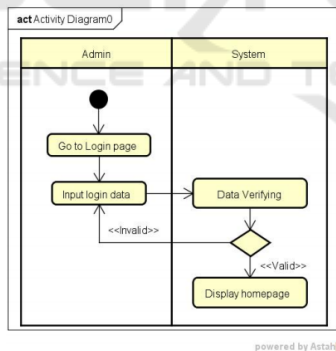 act Activity Diagram0
Admin
System
Go to Login page
Input login data
Data Verifying
<<Invalid>>
<<Valid>>
Display homepage
powered by Astah